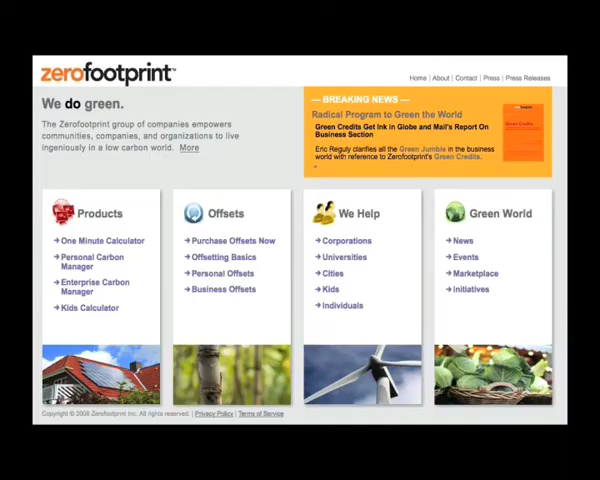 zerofootprint™
Home | About | Contact | Press | Press Releases
We do green.
The Zerofootprint group of companies empowers
communities, companies, and organizations to live
ingeniously in a low carbon world. More
— BREAKING NEWS —
Radical Program to Green the World
Green Credits Get Ink in Globe and Mail's Report On
Business Section
Eric Reguly clarifies all the Green Jumble in the business
world with reference to Zerofootprint's Green Credits.
Products
One Minute Calculator
Personal Carbon
Manager
Enterprise Carbon
Manager
Kids Calculator
Offsets
Purchase Offsets Now
Offsetting Basics
Personal Offsets
Business Offsets
We Help
Corporations
Universities
Cities
Kids
Individuals
Green World
News
Events
Marketplace
Initiatives
Copyright © 2008 Zerofootprint Inc. All rights reserved. | Privacy Policy | Terms of Service